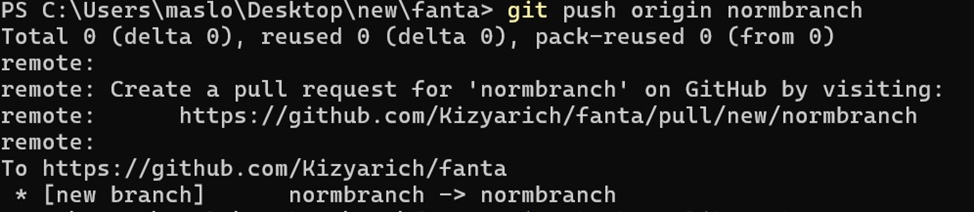 PS C:\Users\maslo\Desktop\new\fanta> git push origin normbranch
Total 0 (delta 0), reused 0 (delta 0), pack-reused 0 (from 0)
remote:
remote: Create a pull request for 'normbranch' on GitHub by visiting:
remote:      https://github.com/Kizyarich/fanta/pull/new/normbranch
remote:
To https://github.com/Kizyarich/fanta
 * [new branch]      normbranch -> normbranch